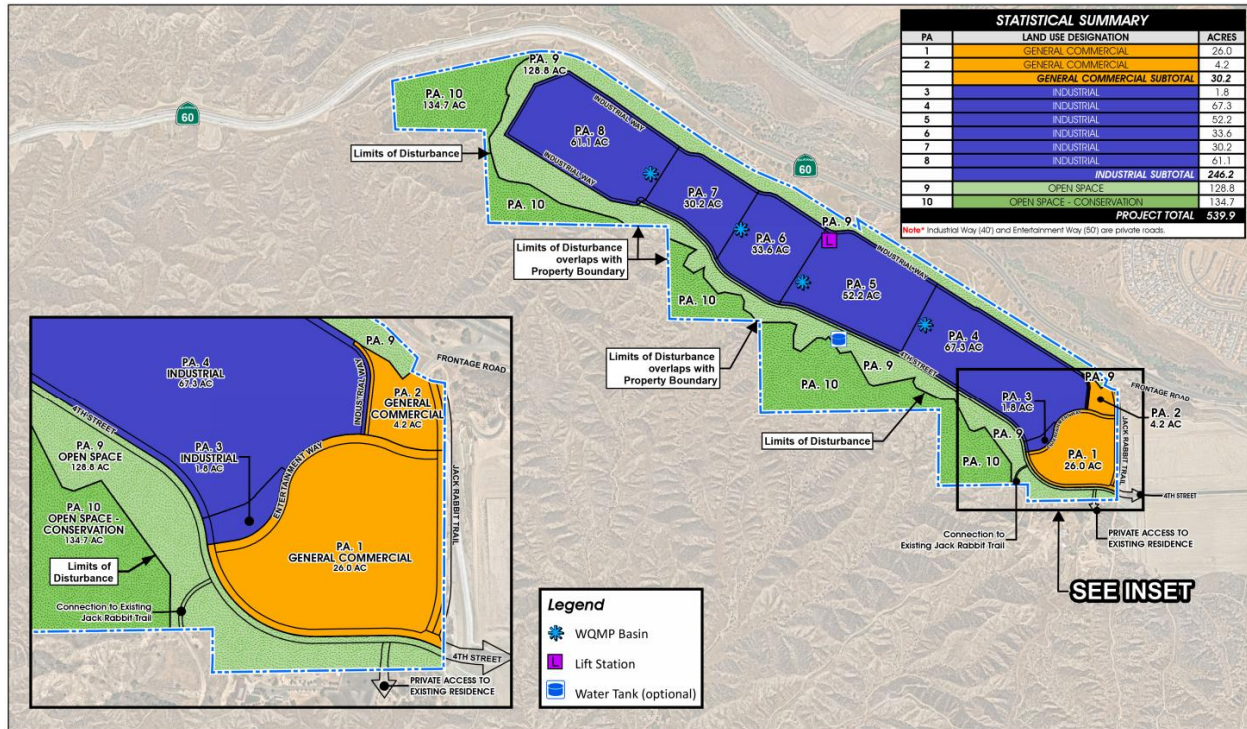 STATISTICAL SUMMARY
PA LAND USE DESIGNATION ACRES
1 GENERAL COMMERCIAL 26.0
2 GENERAL COMMERCIAL 4.2
GENERAL COMMERCIAL SUBTOTAL 30.2
3 INDUSTRIAL 1.8
4 INDUSTRIAL 67.3
5 INDUSTRIAL 52.2
6 INDUSTRIAL 33.6
7 INDUSTRIAL 30.2
8 INDUSTRIAL 61.1
INDUSTRIAL SUBTOTAL 246.2
9 OPEN SPACE 128.8
10 OPEN SPACE - CONSERVATION 134.7
PROJECT TOTAL 539.9
Note* Industrial Way (40') and Entertainment Way (50') are private roads.
60
60
P.A. 9
128.8 AC
P.A. 10
134.7 AC
INDUSTRIAL WAY
P.A. 8
61.1 AC
Limits of Disturbance
INDUSTRIAL WAY
P.A. 10
P.A. 7
30.2 AC
P.A. 9
L
P.A. 6
33.6 AC
INDUSTRIAL WAY
Limits of Disturbance
overlaps with
Property Boundary
P.A. 5
52.2 AC
P.A. 10
P.A. 4
67.3 AC
Limits of Disturbance
overlaps with
Property Boundary
4TH STREET
P.A. 9
P.A. 10
P.A. 9
FRONTAGE ROAD
P.A. 2
4.2 AC
P.A. 3
1.8 AC
Limits of Disturbance
P.A. 9
ENTERTAINMENT WAY
P.A. 1
26.0 AC
JACK RABBIT TRAIL
P.A. 10
4TH STREET
Connection to
Existing Jack Rabbit Trail
PRIVATE ACCESS TO
EXISTING RESIDENCE
SEE INSET
P.A. 9
FRONTAGE ROAD
P.A. 4
INDUSTRIAL
67.3 AC
INDUSTRIAL WAY
P.A. 2
GENERAL
COMMERCIAL
4.2 AC
4TH STREET
P.A. 9
OPEN SPACE
128.8 AC
P.A. 3
INDUSTRIAL
1.8 AC
ENTERTAINMENT WAY
JACK RABBIT TRAIL
P.A. 10
OPEN SPACE -
CONSERVATION
134.7 AC
P.A. 1
GENERAL COMMERCIAL
26.0 AC
Limits of
Disturbance
Connection to Existing
Jack Rabbit Trail
4TH STREET
PRIVATE ACCESS TO
EXISTING RESIDENCE
Legend
WQMP Basin
L Lift Station
Water Tank (optional)